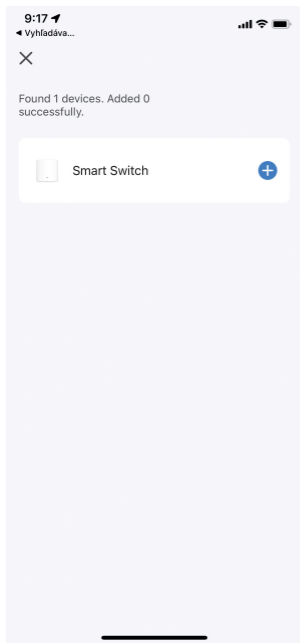 9:17
◀ Vyhľadáva...
Found 1 devices. Added 0
successfully.
Smart Switch